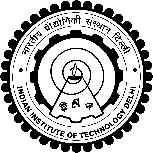 भारतीय प्रौद्योगिकी संस्थान दिल्ली
INDIAN INSTITUTE OF TECHNOLOGY DELHI